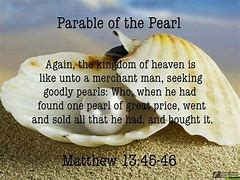 Parable of the Pearl
Again, the kingdom of heaven is
like unto a merchant man, seeking
goodly pearls: Who, when he had
found one pearl of great price, went
and sold all that he had, and bought it.
Matthew 13:45-46